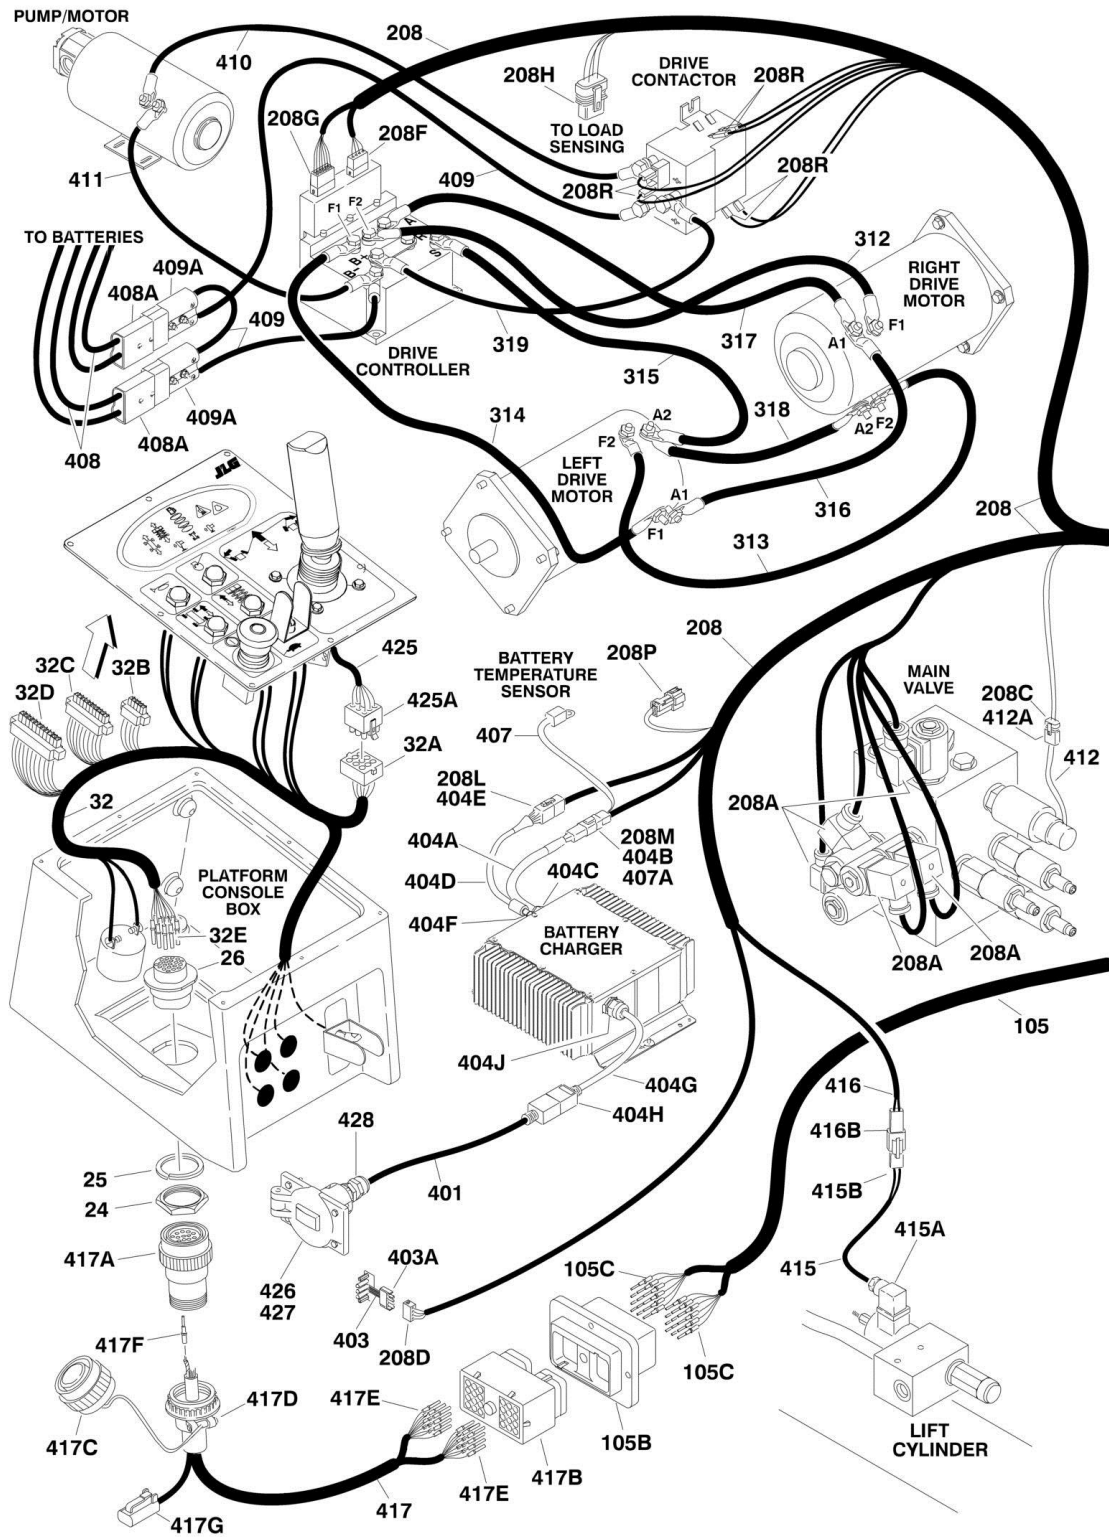 PUMP/MOTOR
410
208
208H
TO LOAD
SENSING
DRIVE
CONTACTOR
208R
208G
208F
411
409
208R
208R
F1
F2
A
R
S
B+
B-
TO BATTERIES
409A
408A
409
409A
408A
408
DRIVE
CONTROLLER
319
312
RIGHT
DRIVE
MOTOR
F1
A1
317
315
318
A2
F2
314
A2
F2
LEFT
DRIVE
MOTOR
A1
F1
316
313
208
JLG
425
425A
32A
32C
32B
32D
32
BATTERY
TEMPERATURE
SENSOR
208P
208
407
MAIN
VALVE
208C
412A
412
208L
404E
404A
208M
404B
407A
404C
404D
404F
208A
208A
208A
PLATFORM
CONSOLE
BOX
32E
26
BATTERY
CHARGER
105
404J
404G
404H
416
416B
415B
428
401
25
24
417A
415A
415
426
427
403A
403
208D
105C
105C
417F
417D
417E
417C
417B
105B
417E
417
417G
LIFT
CYLINDER